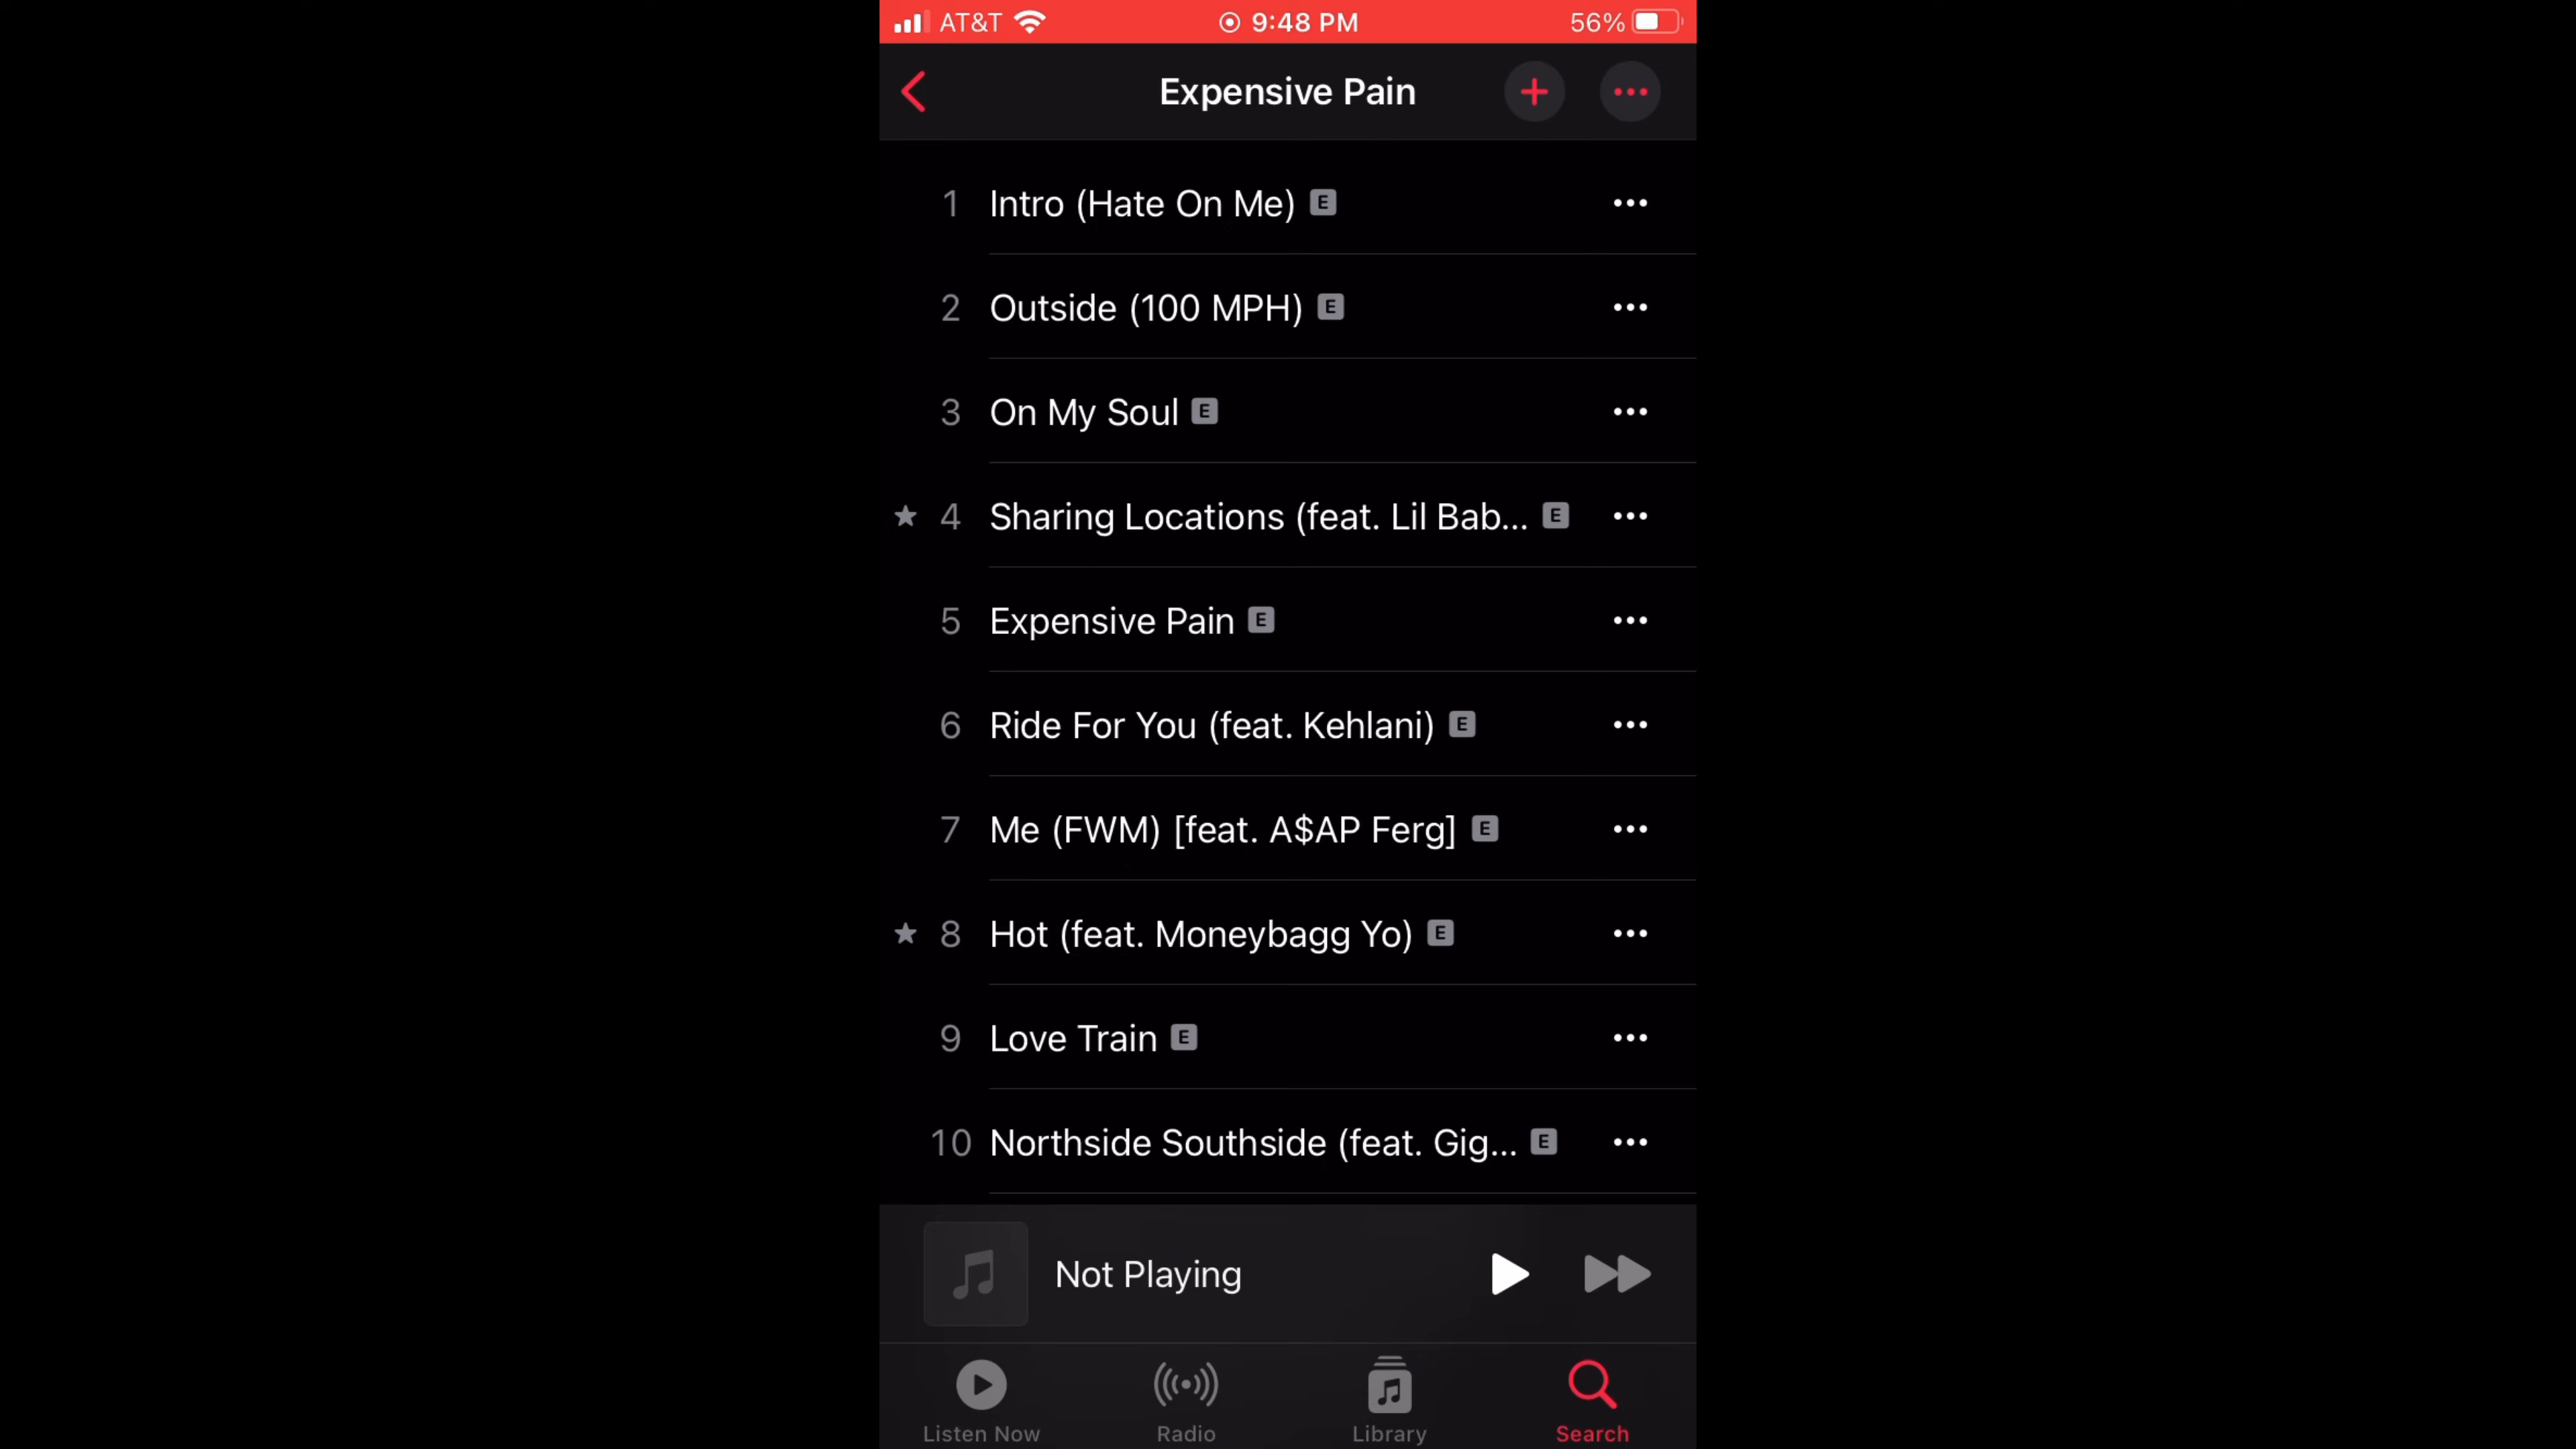 AT&T 9:48 PM 56%
Expensive Pain
1 Intro (Hate On Me) E
2 Outside (100 MPH) E
3 On My Soul E
4 Sharing Locations (feat. Lil Bab... E
5 Expensive Pain E
6 Ride For You (feat. Kehlani) E
7 Me (FWM) [feat. A$AP Ferg] E
8 Hot (feat. Moneybagg Yo) E
9 Love Train E
10 Northside Southside (feat. Gig... E
Not Playing
Listen Now Radio Library Search